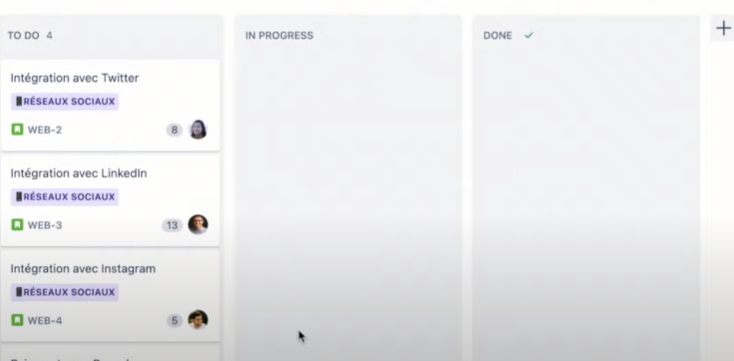 TO DO 4
IN PROGRESS
DONE
Intégration avec Twitter
RÉSEAUX SOCIAUX
WEB-2
8
Intégration avec LinkedIn
RÉSEAUX SOCIAUX
WEB-3
13
Intégration avec Instagram
RÉSEAUX SOCIAUX
WEB-4
5